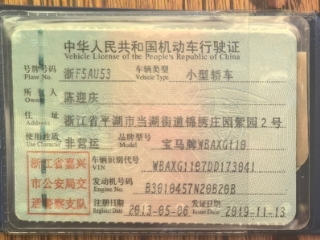 中华人民共和国机动车行驶证
Vehicle License of the People's Republic of China
号牌号码 浙F5AU53 车辆类型 小型轿车
Plate No. Vehicle Type
所有人 陈迎庆
Owner
住址 浙江省平湖市当湖街道锦绣庄园紫园2号
Address
使用性质 非营运 品牌型号 宝马牌WBAXG110
Use Character Model
浙江省嘉兴市公安局交通警察支队
车辆识别代号 WBAXG1107DD173041
VIN
发动机号码 B3010457N20B20B
Engine No.
注册日期 2013-05-06 发证日期 2019-11-13
Register Date Issue Date